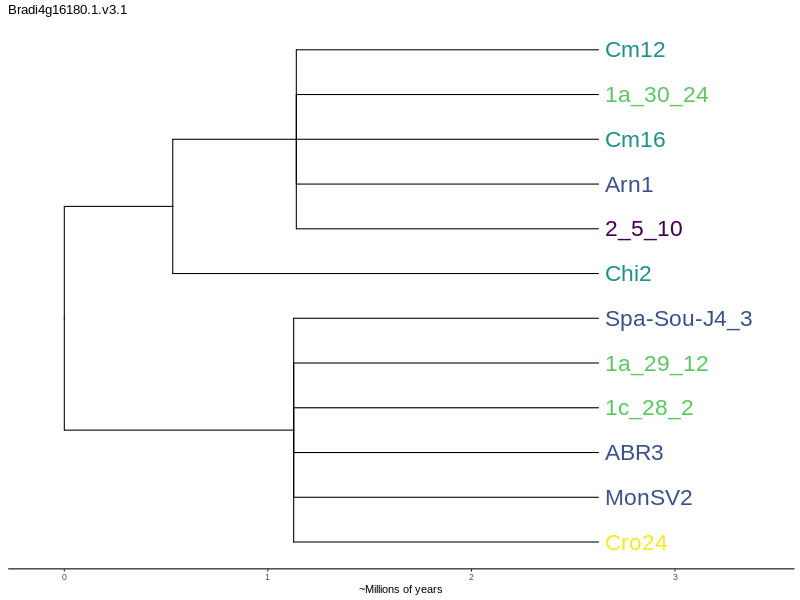 Bradi4g16180.1.v3.1
Cm12
1a_30_24
Cm16
Arn1
2_5_10
Chi2
Spa-Sou-J4_3
1a_29_12
1c_28_2
ABR3
MonSV2
Cro24
0 1 2 3
~Millions of years